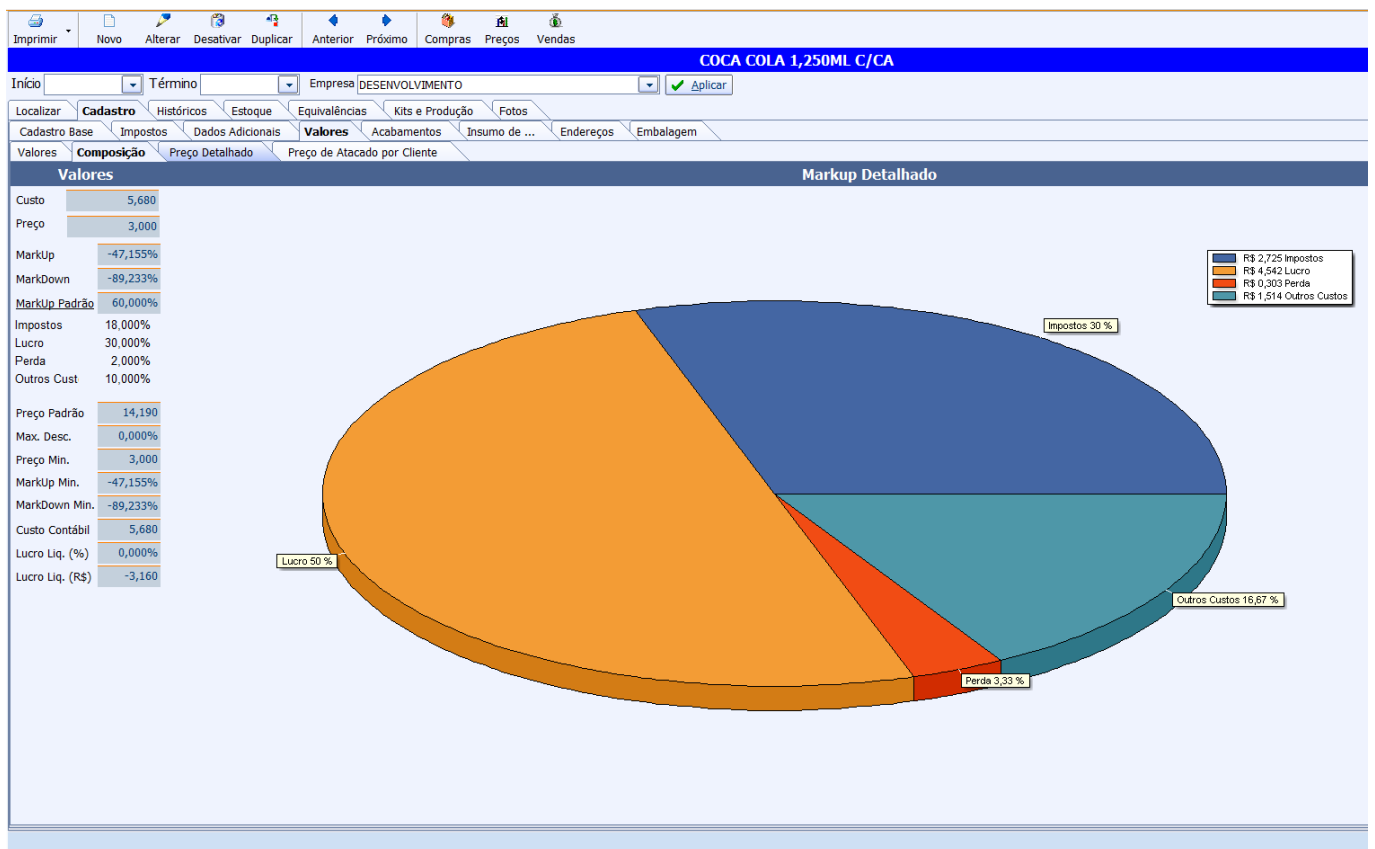 Imprimir Novo Alterar Desativar Duplicar Anterior Próximo Compras Preços Vendas
COCA COLA 1,250ML C/CA
Início Término Empresa DESENVOLVIMENTO Aplicar
Localizar Cadastro Históricos Estoque Equivalências Kits e Produção Fotos
Cadastro Base Impostos Dados Adicionais Valores Acabamentos Insumo de ... Endereços Embalagem
Valores Composição Preço Detalhado Preço de Atacado por Cliente
Valores Markup Detalhado
Custo 5,680
Preço 3,000
MarkUp -47,155%
MarkDown -89,233%
MarkUp Padrão 60,000%
Impostos 18,000%
Lucro 30,000%
Perda 2,000%
Outros Cust 10,000%
Preço Padrão 14,190
Max. Desc. 0,000%
Preço Min. 3,000
MarkUp Min. -47,155%
MarkDown Min. -89,233%
Custo Contábil 5,680
Lucro Liq. (%) 0,000%
Lucro Liq. (R$) -3,160
R$ 2,725 Impostos
R$ 4,542 Lucro
R$ 0,303 Perda
R$ 1,514 Outros Custos
Impostos 30 %
Lucro 50 %
Outros Custos 16,67 %
Perda 3,33 %